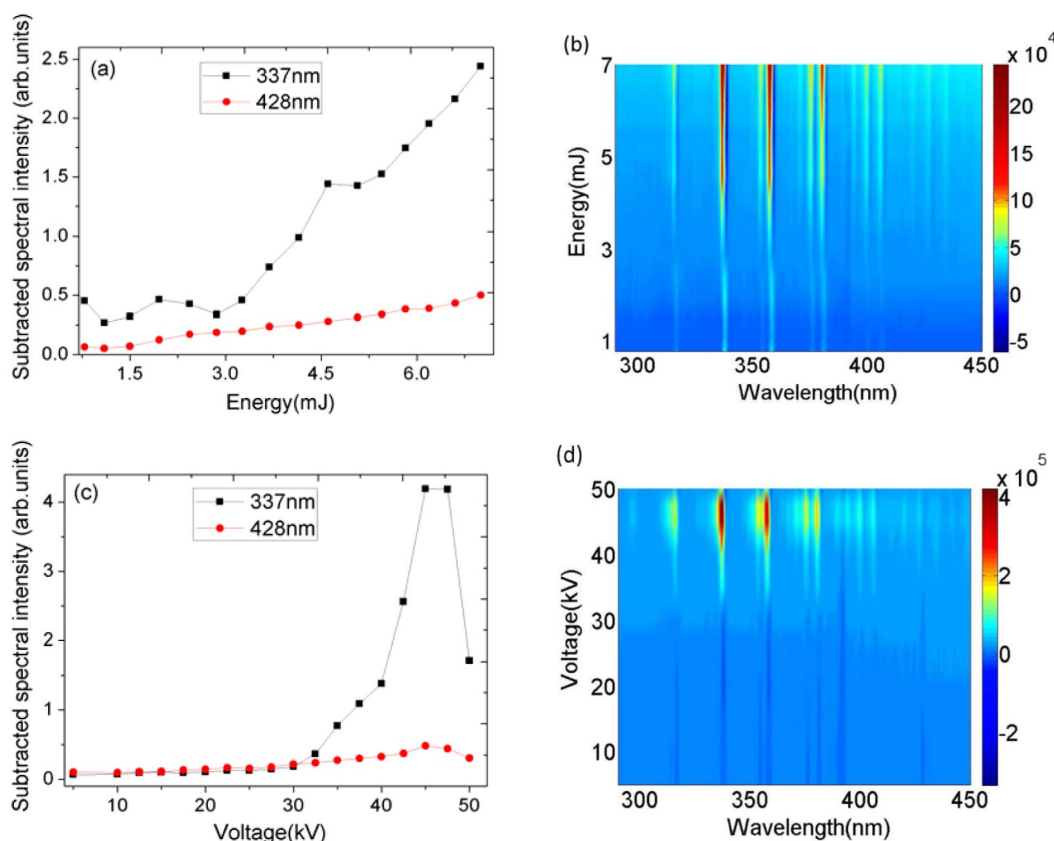 (a)
337nm
428nm
Subtracted spectral intensity (arb.units)
2.5
2.0
1.5
1.0
0.5
0.0
1.5 3.0 4.5 6.0
Energy(mJ)
(b)
x 10^4
Energy(mJ)
7
5
3
1
300 350 400 450
Wavelength(nm)
20
15
10
5
0
-5
(c)
337nm
428nm
Subtracted spectral intensity (arb.units)
4
3
2
1
0
10 20 30 40 50
Voltage(kV)
(d)
x 10^5
Voltage(kV)
50
40
30
20
10
300 350 400 450
Wavelength(nm)
4
2
0
-2